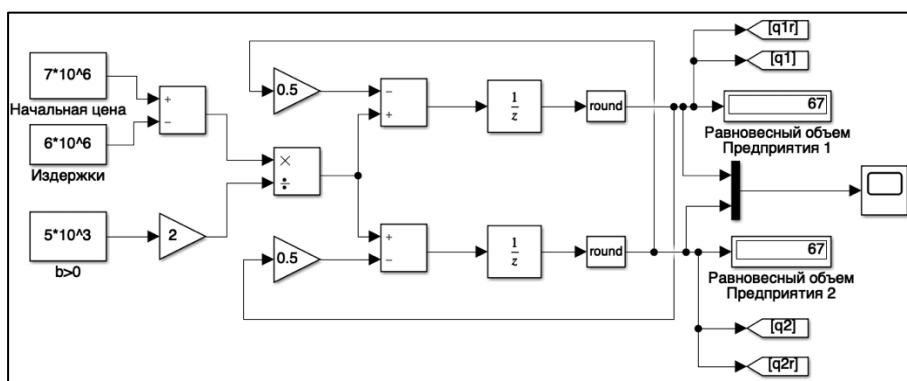 7*10^6
Начальная цена
6*10^6
Издержки
5*10^3
b>0
2
+
−
×
÷
0.5
−
+
1
z
round
0.5
+
−
1
z
round
[q1r]
[q1]
67
Равновесный объем
Предприятия 1
67
Равновесный объем
Предприятия 2
[q2]
[q2r]